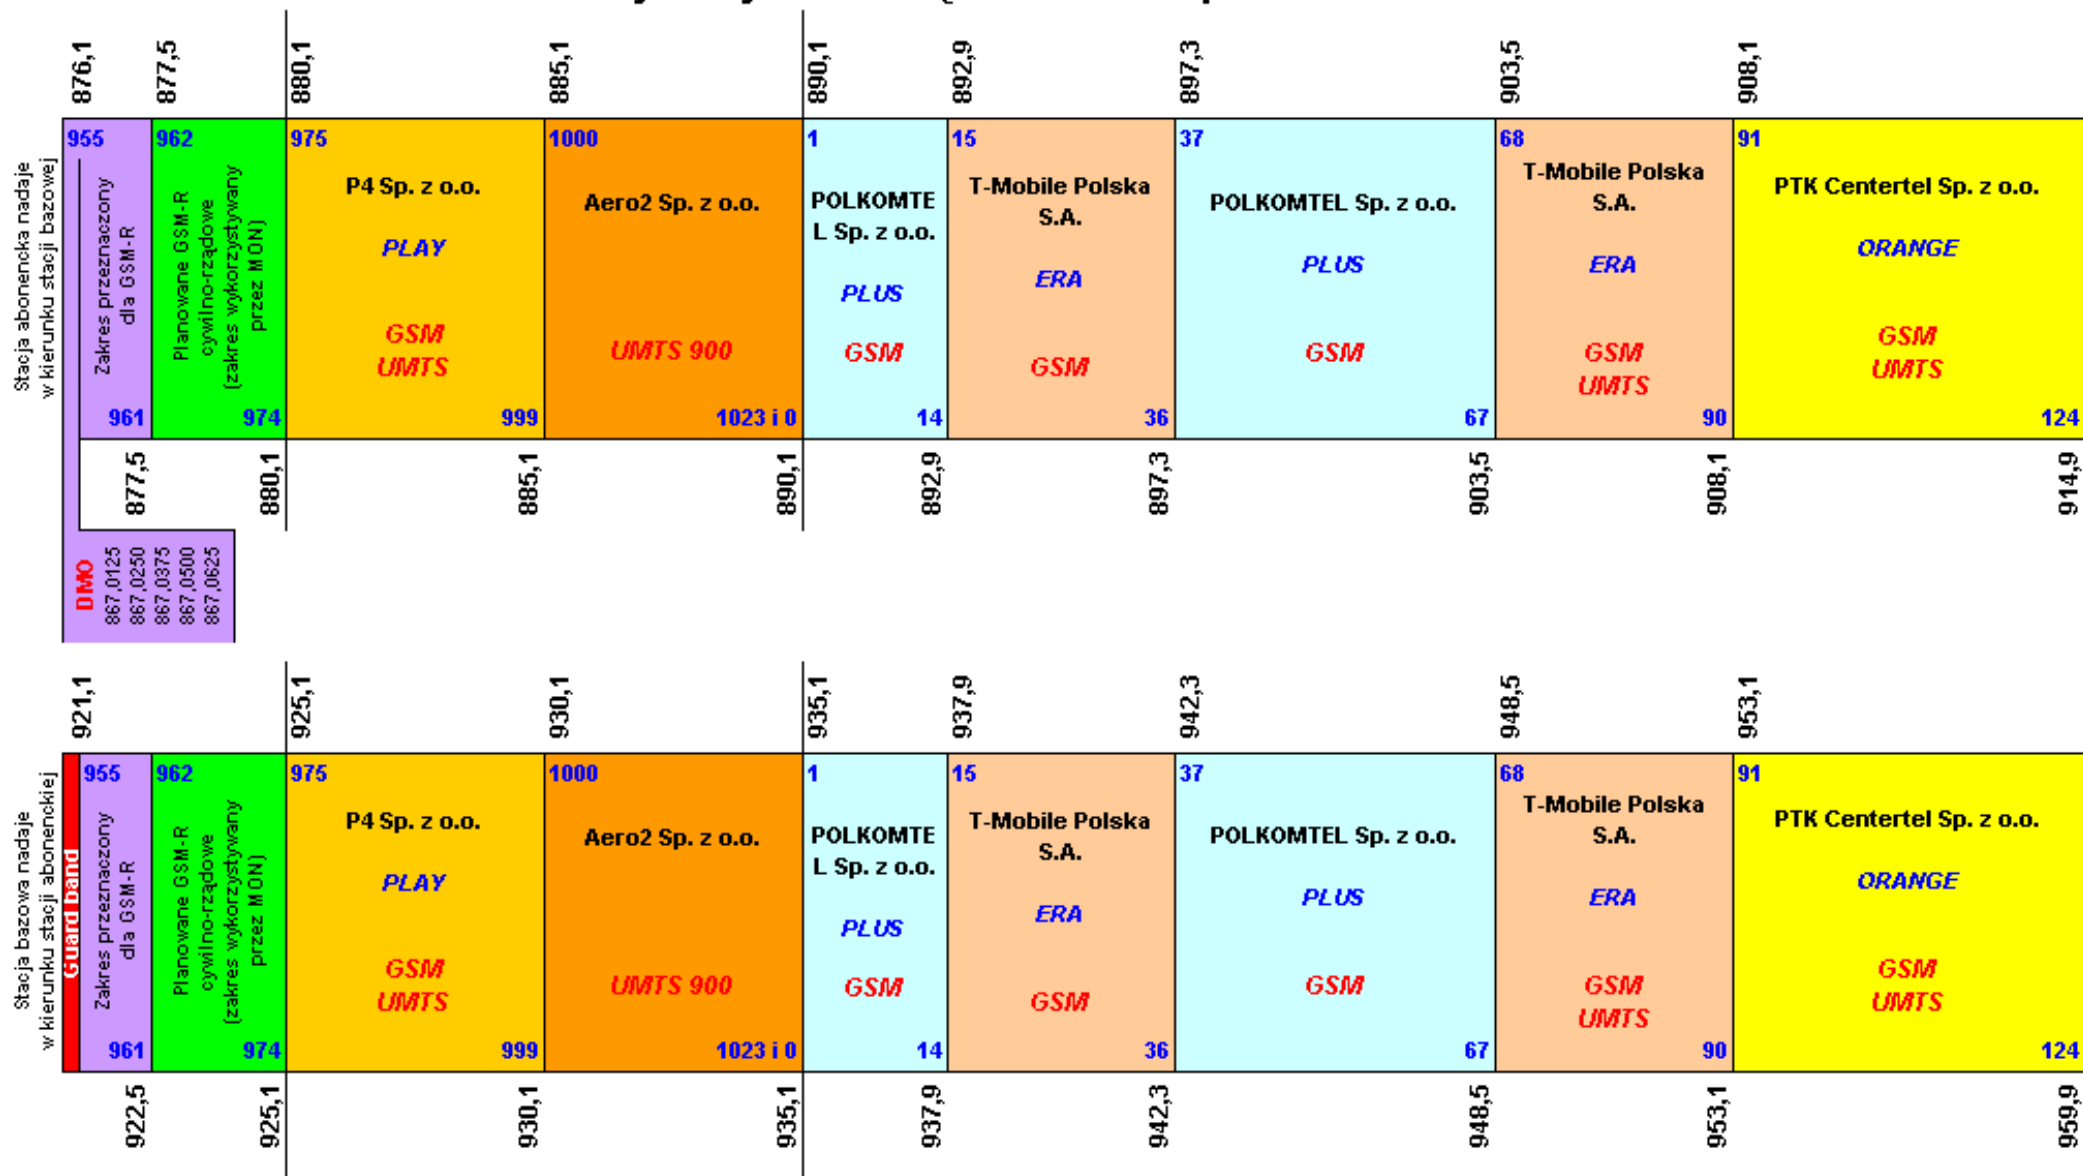 876,1
877,5
880,1
885,1
890,1
892,9
897,3
903,5
908,1
Stacja abonencka nadaje
w kierunku stacji bazowej
955
Zakres przeznaczony
dla GSM-R
961
962
Planowane GSM-R
cywilno-rządowe
(zakres wykorzystywany
przez MON)
974
975
P4 Sp. z o.o.
PLAY
GSM
UMTS
999
1000
Aero2 Sp. z o.o.
UMTS 900
1023 i 0
1
POLKOMTE
L Sp. z o.o.
PLUS
GSM
14
15
T-Mobile Polska
S.A.
ERA
GSM
36
37
POLKOMTEL Sp. z o.o.
PLUS
GSM
67
68
T-Mobile Polska
S.A.
ERA
GSM
UMTS
90
91
PTK Centertel Sp. z o.o.
ORANGE
GSM
UMTS
124
877,5
880,1
885,1
890,1
892,9
897,3
903,5
908,1
914,9
DMO
867,0125
867,0250
867,0375
867,0500
867,0625
921,1
925,1
930,1
935,1
937,9
942,3
948,5
953,1
Stacja bazowa nadaje
w kierunku stacji abonenckiej
Guard band
955
Zakres przeznaczony
dla GSM-R
961
962
Planowane GSM-R
cywilno-rządowe
(zakres wykorzystywany
przez MON)
974
975
P4 Sp. z o.o.
PLAY
GSM
UMTS
999
1000
Aero2 Sp. z o.o.
UMTS 900
1023 i 0
1
POLKOMTE
L Sp. z o.o.
PLUS
GSM
14
15
T-Mobile Polska
S.A.
ERA
GSM
36
37
POLKOMTEL Sp. z o.o.
PLUS
GSM
67
68
T-Mobile Polska
S.A.
ERA
GSM
UMTS
90
91
PTK Centertel Sp. z o.o.
ORANGE
GSM
UMTS
124
922,5
925,1
930,1
935,1
937,9
942,3
948,5
953,1
959,9